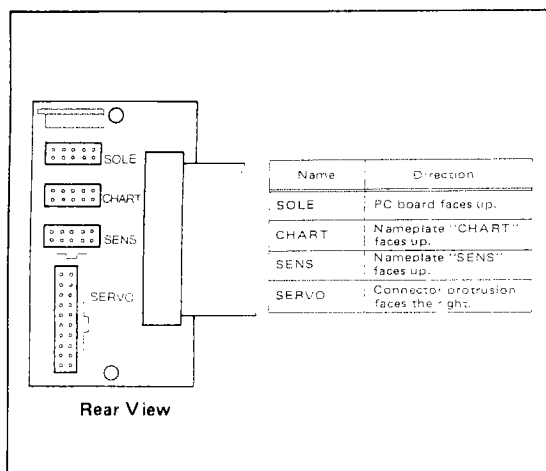 SOLE
CHART
SENS
SERVO
Rear View
Name Direction
SOLE PC board faces up.
CHART Nameplate "CHART"
faces up.
SENS Nameplate "SENS"
faces up.
SERVO Connector protrusion
faces the right.